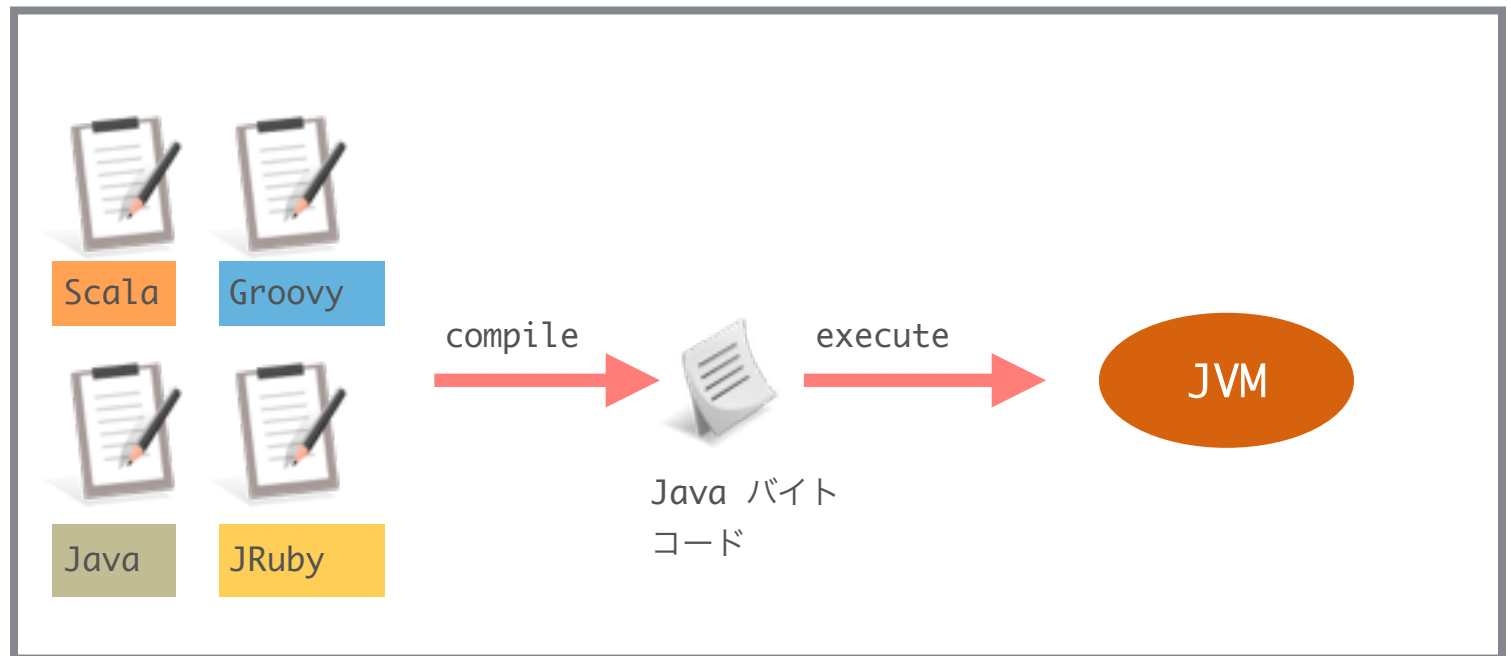 Scala
Groovy
compile
execute
JVM
Java
JRuby
Java バイト
コード